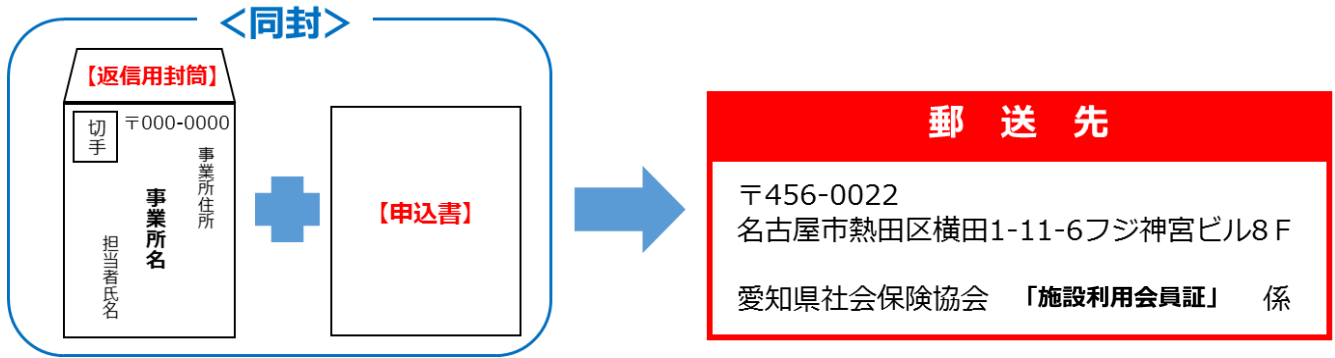 ＜同封＞
【返信用封筒】
切手
〒000-0000
事業所住所
事業所名
担当者氏名
【申込書】
郵送先
〒456-0022
名古屋市熱田区横田1-11-6フジ神宮ビル8Ｆ
愛知県社会保険協会 「施設利用会員証」 係